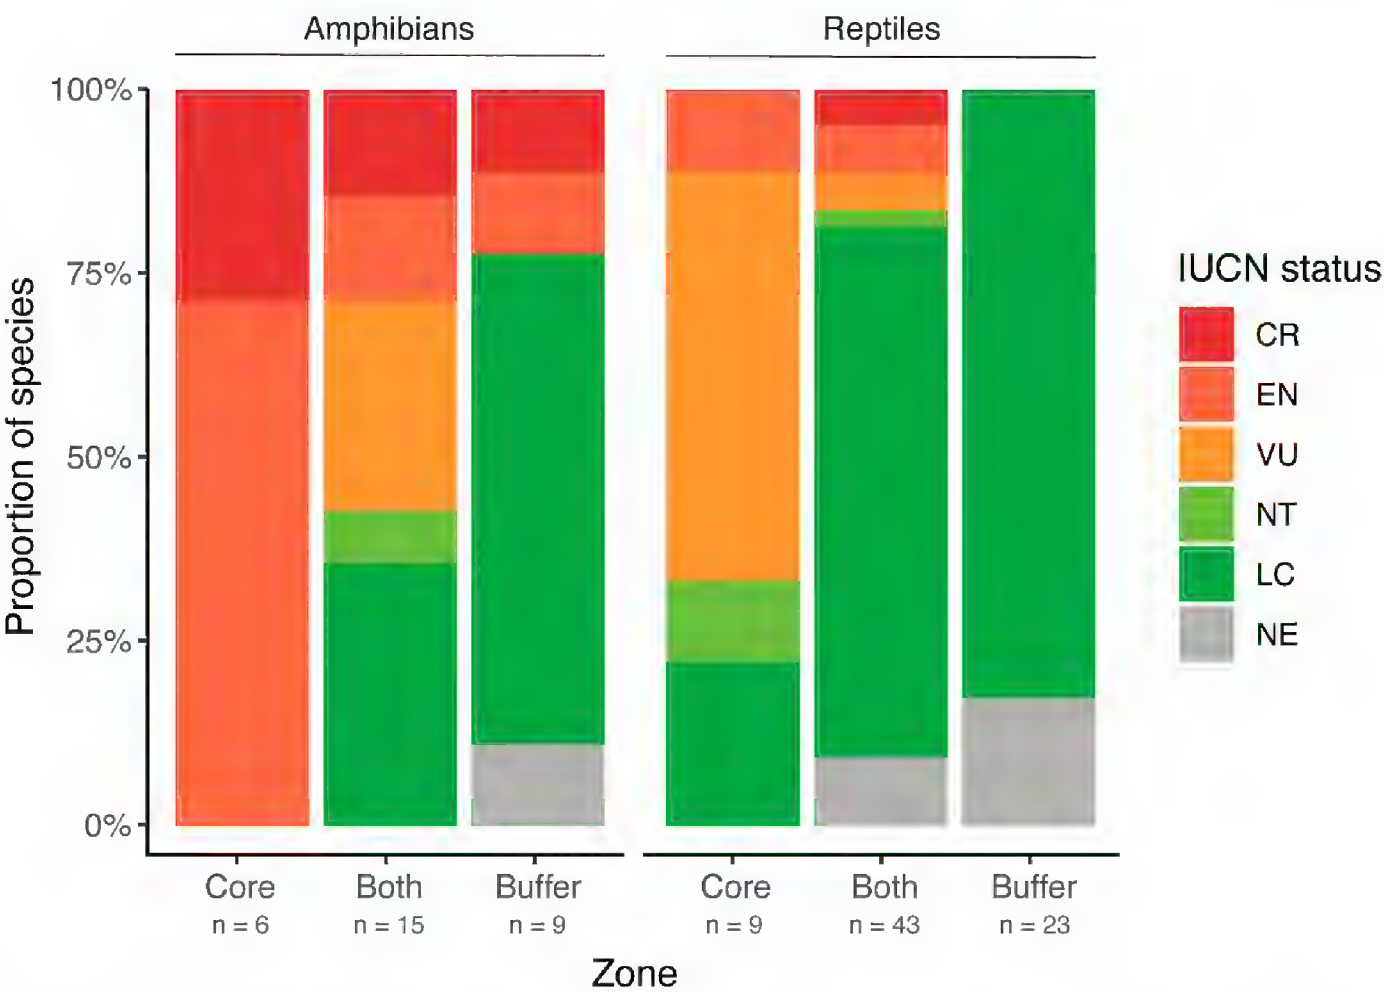 Amphibians
Reptiles
100%
75%
50%
25%
0%
Proportion of species
Core
Both
Buffer
Core
Both
Buffer
n = 6
n = 15
n = 9
n = 9
n = 43
n = 23
Zone
IUCN status
CR
EN
VU
NT
LC
NE